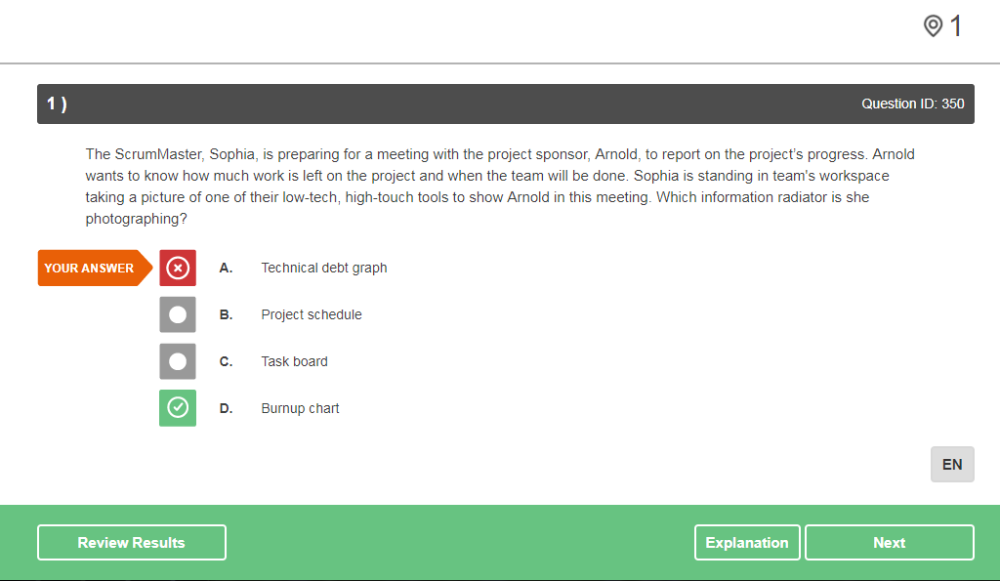 1
1 )
Question ID: 350
The ScrumMaster, Sophia, is preparing for a meeting with the project sponsor, Arnold, to report on the project's progress. Arnold
wants to know how much work is left on the project and when the team will be done. Sophia is standing in team's workspace
taking a picture of one of their low-tech, high-touch tools to show Arnold in this meeting. Which information radiator is she
photographing?
YOUR ANSWER
A. Technical debt graph
B. Project schedule
C. Task board
D. Burnup chart
EN
Review Results
Explanation
Next